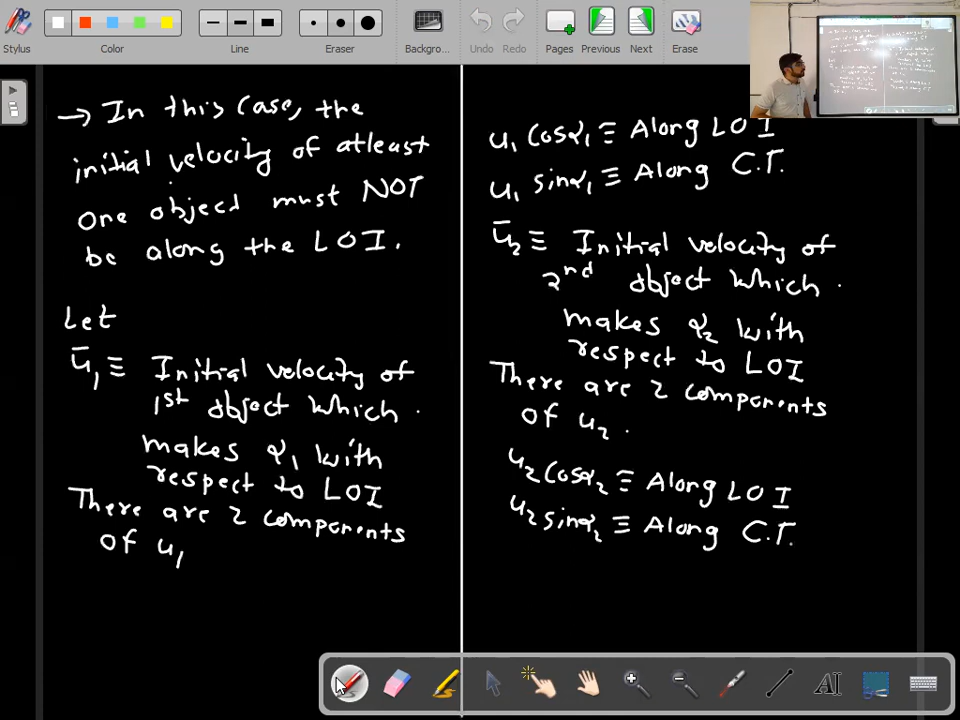 Stylus
Color
Line
Eraser
Backgro...
Undo
Redo
Pages
Previous
Next
Erase
→ In this case, the
initial velocity of atleast
one object must NOT
be along the LOI.
Let
ū₁ ≡ Initial velocity of
1st object which
makes α₁ with
respect to LOI
There are 2 components
of u₁
u₁ cosα₁ ≡ Along LOI
u₁ sinα₁ ≡ Along C.T.
ū₂ ≡ Initial velocity of
2nd object which
makes α₂ with
respect to LOI
There are 2 components
of u₂.
u₂ cosα₂ ≡ Along LOI
u₂ sinα₂ ≡ Along C.T.
AI